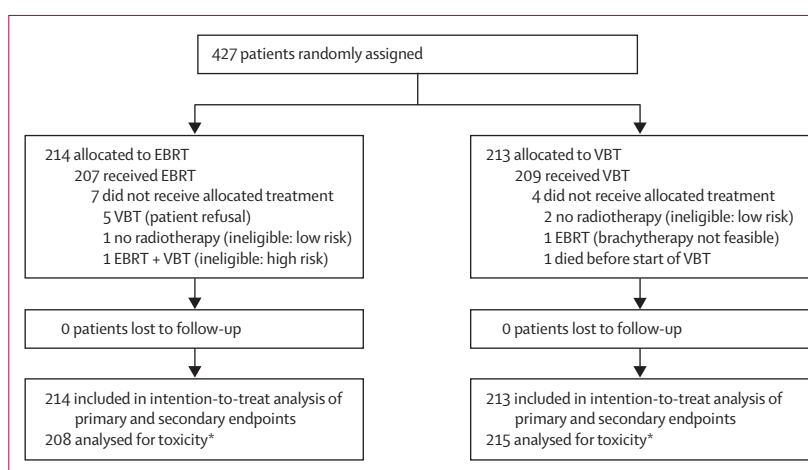 427 patients randomly assigned
214 allocated to EBRT
207 received EBRT
7 did not receive allocated treatment
5 VBT (patient refusal)
1 no radiotherapy (ineligible: low risk)
1 EBRT + VBT (ineligible: high risk)
213 allocated to VBT
209 received VBT
4 did not receive allocated treatment
2 no radiotherapy (ineligible: low risk)
1 EBRT (brachytherapy not feasible)
1 died before start of VBT
0 patients lost to follow-up
0 patients lost to follow-up
214 included in intention-to-treat analysis of
primary and secondary endpoints
208 analysed for toxicity*
213 included in intention-to-treat analysis of
primary and secondary endpoints
215 analysed for toxicity*